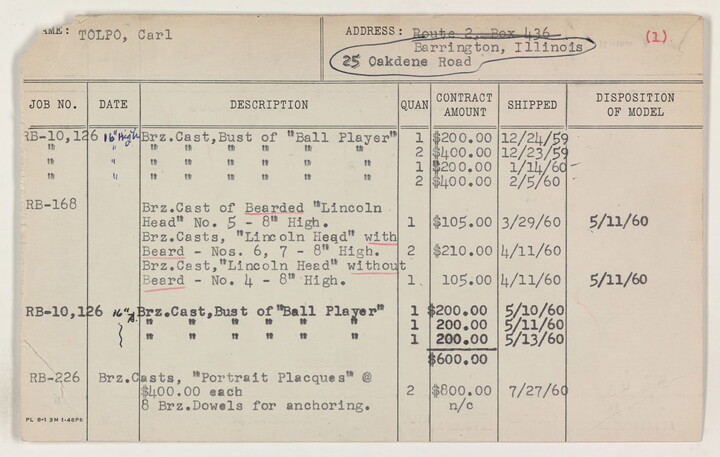 NAME: TOLPO, Carl
ADDRESS: Route 2, Box 436
Barrington, Illinois
25 Oakdene Road
(1)
JOB NO. DATE DESCRIPTION QUAN CONTRACT AMOUNT SHIPPED DISPOSITION OF MODEL
RB-10,126 16" High Brz.Cast,Bust of "Ball Player" 1 $200.00 12/24/59
" " " " " " " " 2 $400.00 12/23/59
" " " " " " " " 1 $200.00 1/14/60
" " " " " " " " 2 $400.00 2/5/60
RB-168 Brz.Cast of Bearded "Lincoln
Head" No. 5 - 8" High. 1 $105.00 3/29/60 5/11/60
Brz.Casts, "Lincoln Head" with
Beard - Nos. 6, 7 - 8" High. 2 $210.00 4/11/60
Brz.Cast,"Lincoln Head" without
Beard - No. 4 - 8" High. 1 105.00 4/11/60 5/11/60
RB-10,126 16" h. Brz.Cast,Bust of "Ball Player" 1 $200.00 5/10/60
" " " " " " 1 200.00 5/11/60
" " " " " " 1 200.00 5/13/60
$600.00
RB-226 Brz.Casts, "Portrait Placques" @
$400.00 each 2 $800.00 7/27/60
8 Brz.Dowels for anchoring. n/c
PL 6-1 3M 1-46PS